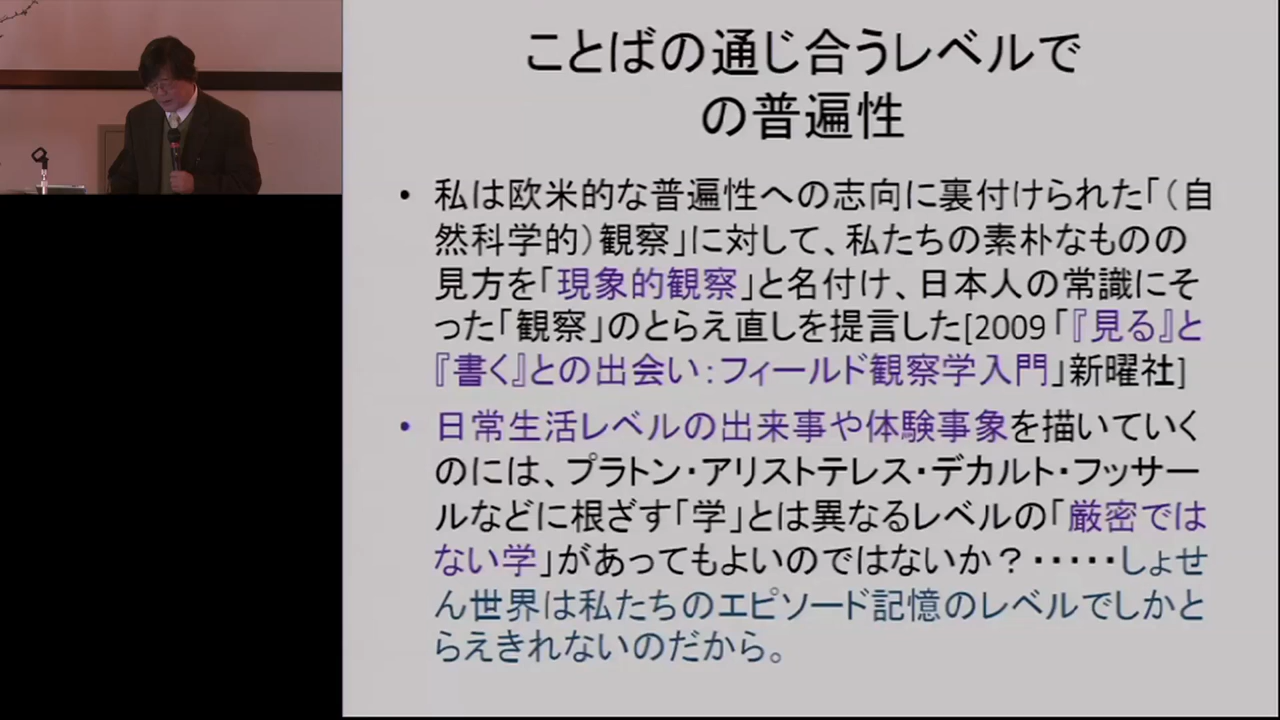 ことばの通じ合うレベルで
の普遍性
• 私は欧米的な普遍性への志向に裏付けられた「（自
然科学的）観察」に対して、私たちの素朴なものの
見方を「現象的観察」と名付け、日本人の常識にそ
った「観察」のとらえ直しを提言した[2009「『見る』と
『書く』との出会い：フィールド観察学入門」新曜社]
• 日常生活レベルの出来事や体験事象を描いていく
のには、プラトン・アリストテレス・デカルト・フッサー
ルなどに根ざす「学」とは異なるレベルの「厳密では
ない学」があってもよいのではないか？・・・・・しょせ
ん世界は私たちのエピソード記憶のレベルでしかと
らえきれないのだから。